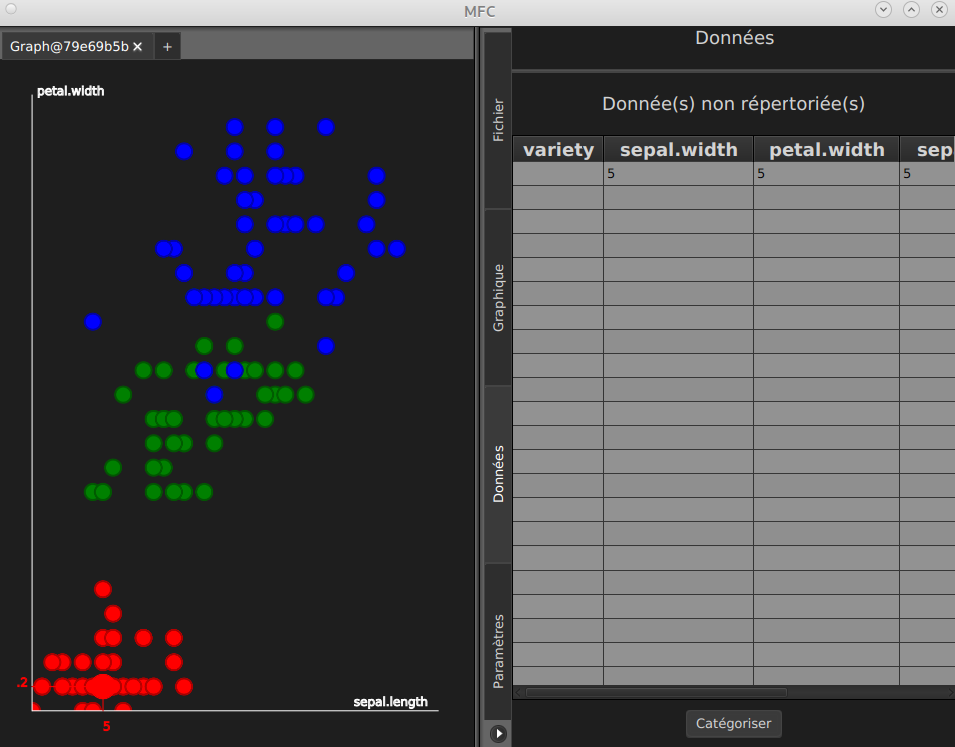 MFC
Graph@79e69b5b ×
+
petal.width
sepal.length
.2
5
Fichier
Graphique
Données
Paramètres
Données
Donnée(s) non répertoriée(s)
variety sepal.width petal.width sep
5 5 5
Catégoriser